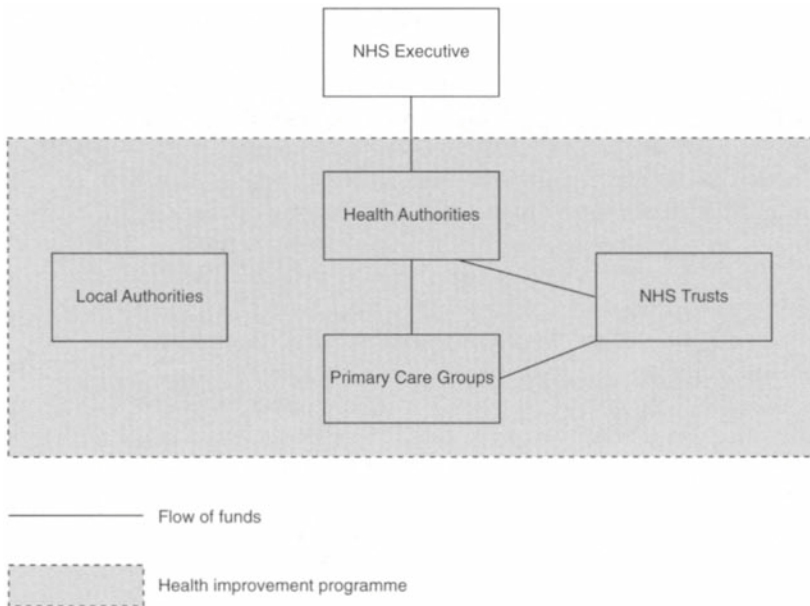 NHS Executive
Health Authorities
Local Authorities
NHS Trusts
Primary Care Groups
Flow of funds
Health improvement programme